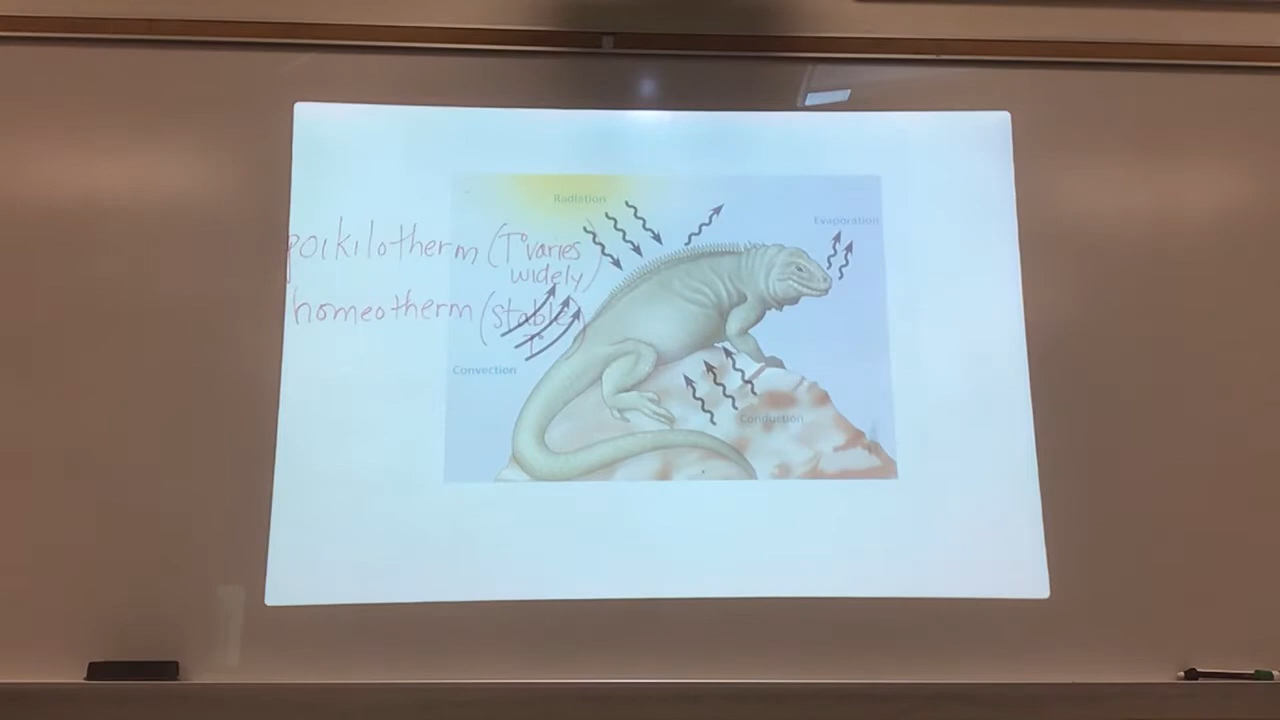 Radiation
Evaporation
poikilotherm (T° varies
widely)
homeotherm (stable)
T°
Convection
Conduction